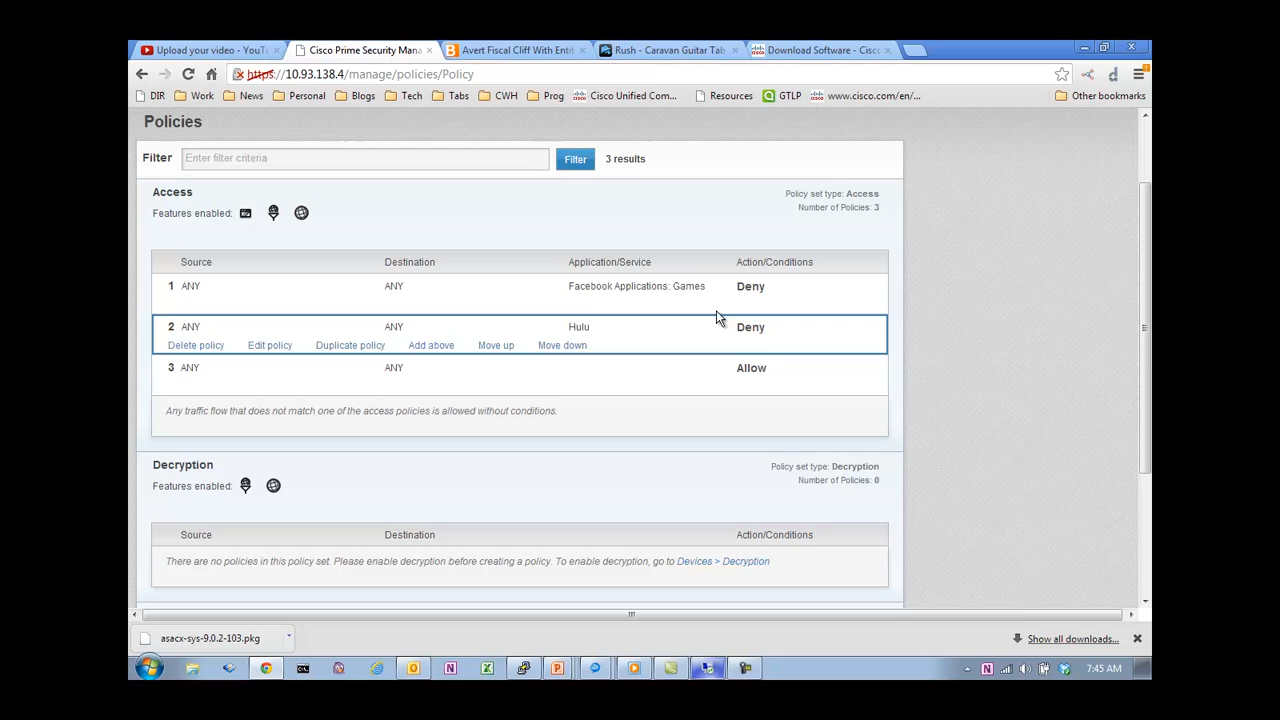 Upload your video - YouTu
Cisco Prime Security Mana
Avert Fiscal Cliff With Entit
Rush - Caravan Guitar Tab
Download Software - Cisc
https://10.93.138.4/manage/policies/Policy
DIR Work News Personal Blogs Tech Tabs CWH Prog Cisco Unified Com... Resources GTLP www.cisco.com/en/... Other bookmarks
Policies
Filter Enter filter criteria Filter 3 results
Access Policy set type: Access
Features enabled: Number of Policies: 3
Source Destination Application/Service Action/Conditions
1 ANY ANY Facebook Applications: Games Deny
2 ANY ANY Hulu Deny
Delete policy Edit policy Duplicate policy Add above Move up Move down
3 ANY ANY Allow
Any traffic flow that does not match one of the access policies is allowed without conditions.
Decryption Policy set type: Decryption
Features enabled: Number of Policies: 0
Source Destination Action/Conditions
There are no policies in this policy set. Please enable decryption before creating a policy. To enable decryption, go to Devices > Decryption
asacx-sys-9.0.2-103.pkg Show all downloads...
7:45 AM